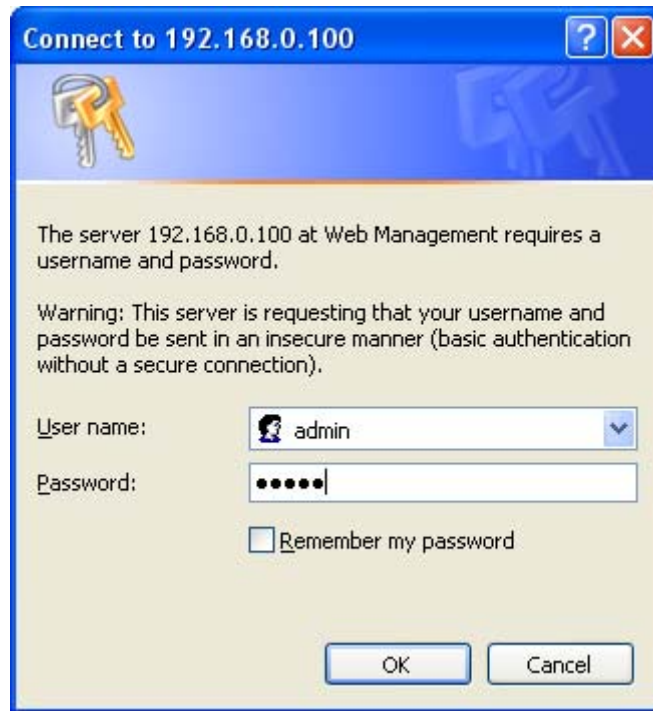 Connect to 192.168.0.100
?
The server 192.168.0.100 at Web Management requires a
username and password.
Warning: This server is requesting that your username and
password be sent in an insecure manner (basic authentication
without a secure connection).
User name:
admin
Password:
•••••
Remember my password
OK
Cancel